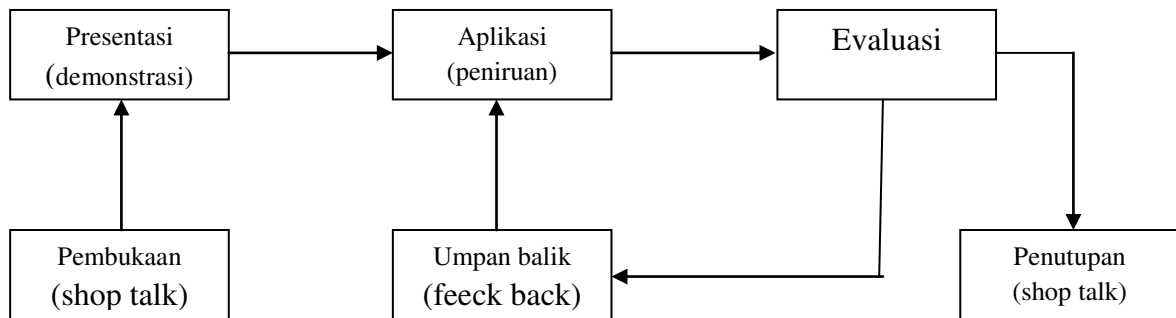 Presentasi
(demonstrasi)
Aplikasi
(peniruan)
Evaluasi
Pembukaan
(shop talk)
Umpan balik
(feeck back)
Penutupan
(shop talk)